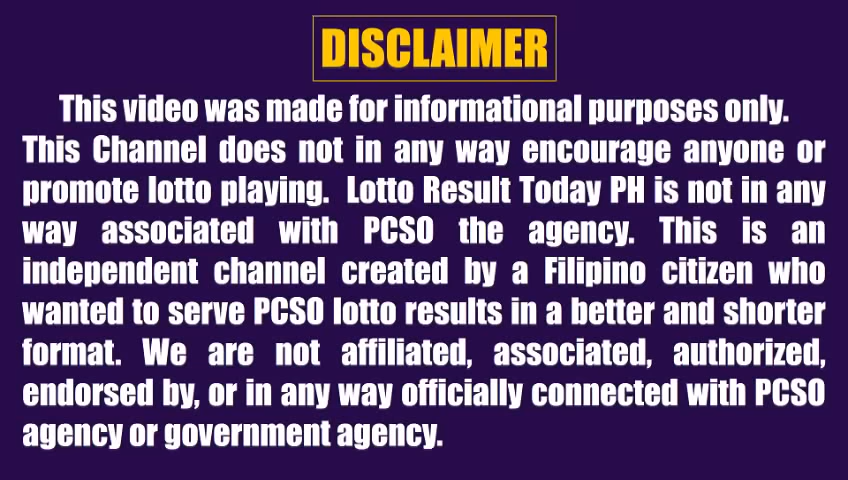 DISCLAIMER
This video was made for informational purposes only.
This Channel does not in any way encourage anyone or
promote lotto playing. Lotto Result Today PH is not in any
way associated with PCSO the agency. This is an
independent channel created by a Filipino citizen who
wanted to serve PCSO lotto results in a better and shorter
format. We are not affiliated, associated, authorized,
endorsed by, or in any way officially connected with PCSO
agency or government agency.